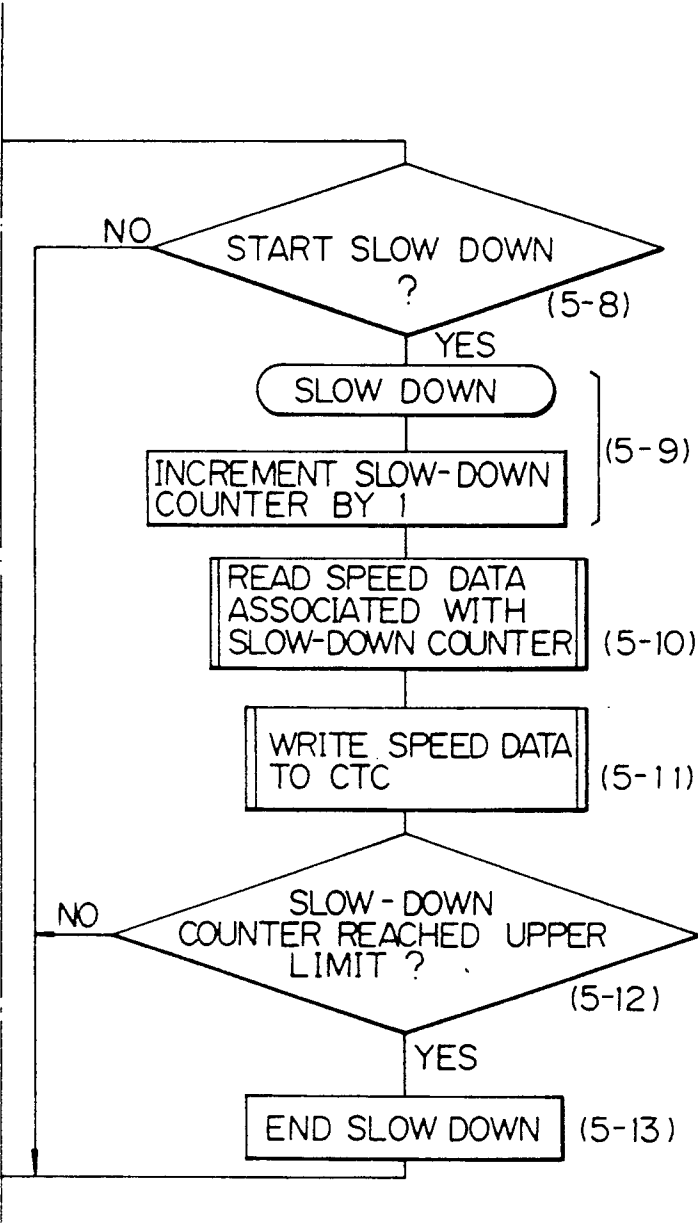 NO
START SLOW DOWN
?
(5-8)
YES
SLOW DOWN
(5-9)
INCREMENT SLOW-DOWN
COUNTER BY 1
READ SPEED DATA
ASSOCIATED WITH
SLOW-DOWN COUNTER
(5-10)
WRITE SPEED DATA
TO CTC
(5-11)
SLOW-DOWN
NO
COUNTER REACHED UPPER
LIMIT ?
(5-12)
YES
END SLOW DOWN
(5-13)